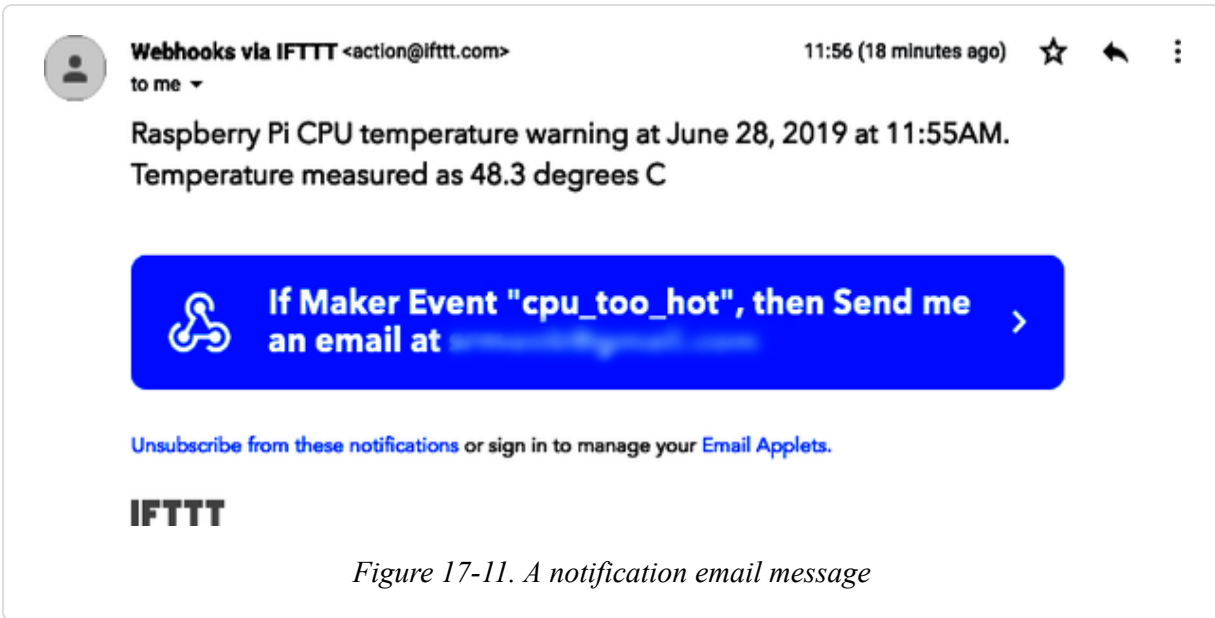 Webhooks via IFTTT <action@ifttt.com>
11:56 (18 minutes ago)
to me
Raspberry Pi CPU temperature warning at June 28, 2019 at 11:55AM.
Temperature measured as 48.3 degrees C
If Maker Event "cpu_too_hot", then Send me
an email at
Unsubscribe from these notifications or sign in to manage your Email Applets.
IFTTT
Figure 17-11. A notification email message